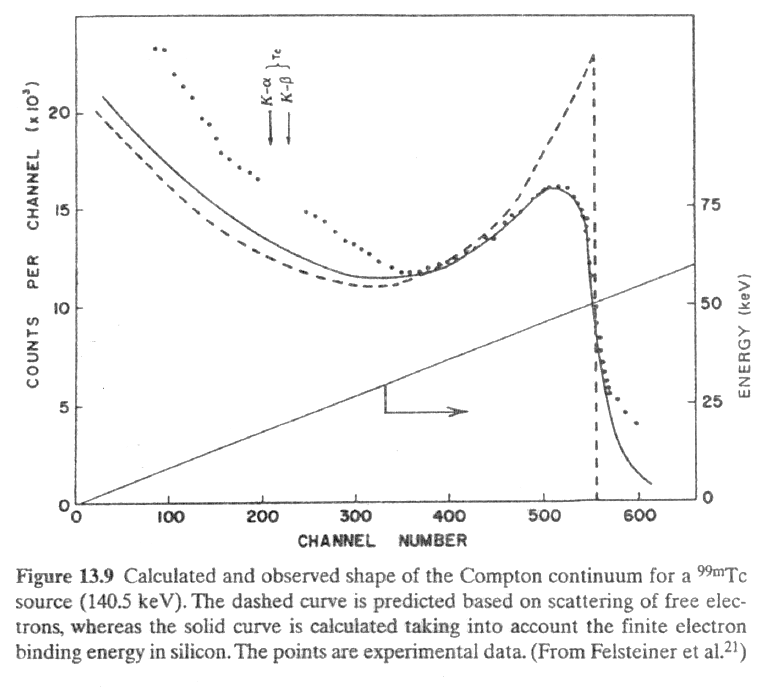 COUNTS PER CHANNEL (x 10³)
20
15
10
5
0
K-α } Tc
K-β
75
50
25
0
ENERGY (keV)
0 100 200 300 400 500 600
CHANNEL NUMBER
Figure 13.9 Calculated and observed shape of the Compton continuum for a ⁹⁹ᵐTc
source (140.5 keV). The dashed curve is predicted based on scattering of free elec-
trons, whereas the solid curve is calculated taking into account the finite electron
binding energy in silicon. The points are experimental data. (From Felsteiner et al.²¹)